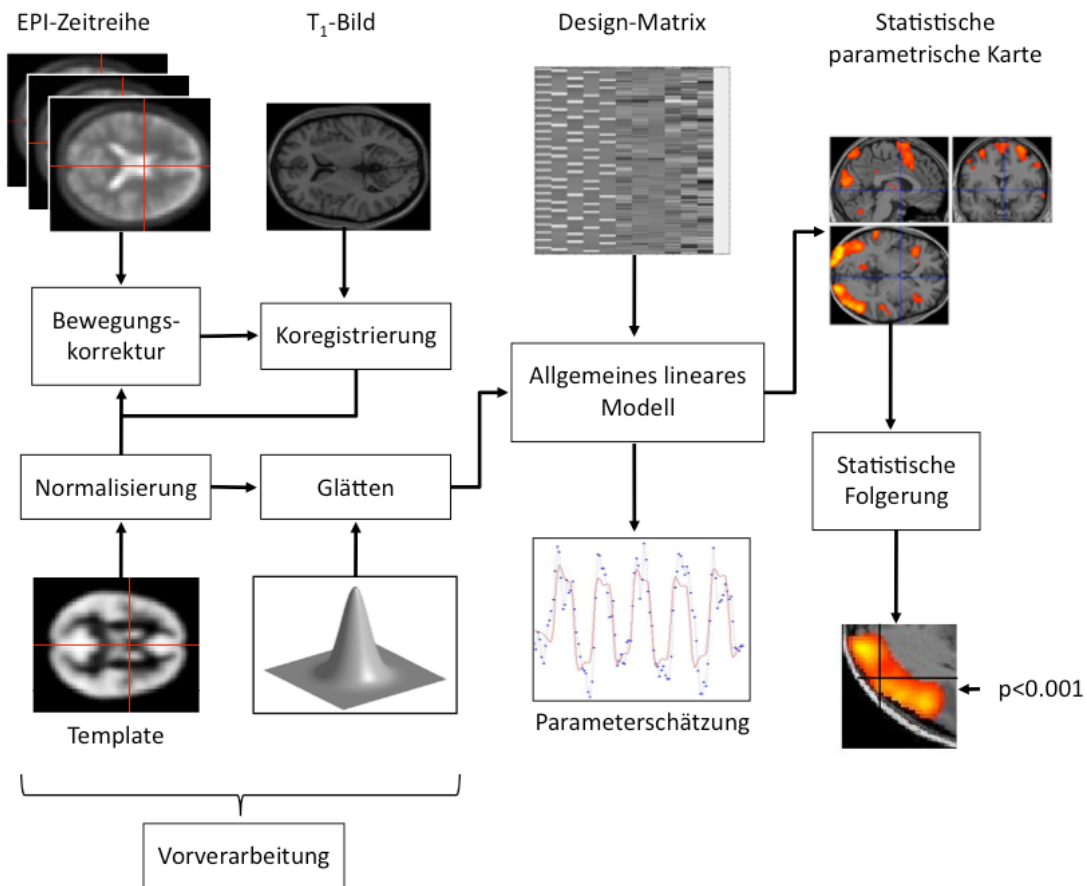 EPI-Zeitreihe
T₁-Bild
Design-Matrix
Statistische
parametrische Karte
Bewegungs-
korrektur
Koregistrierung
Allgemeines lineares
Modell
Normalisierung
Glätten
Statistische
Folgerung
Template
Parameterschätzung
p<0.001
Vorverarbeitung